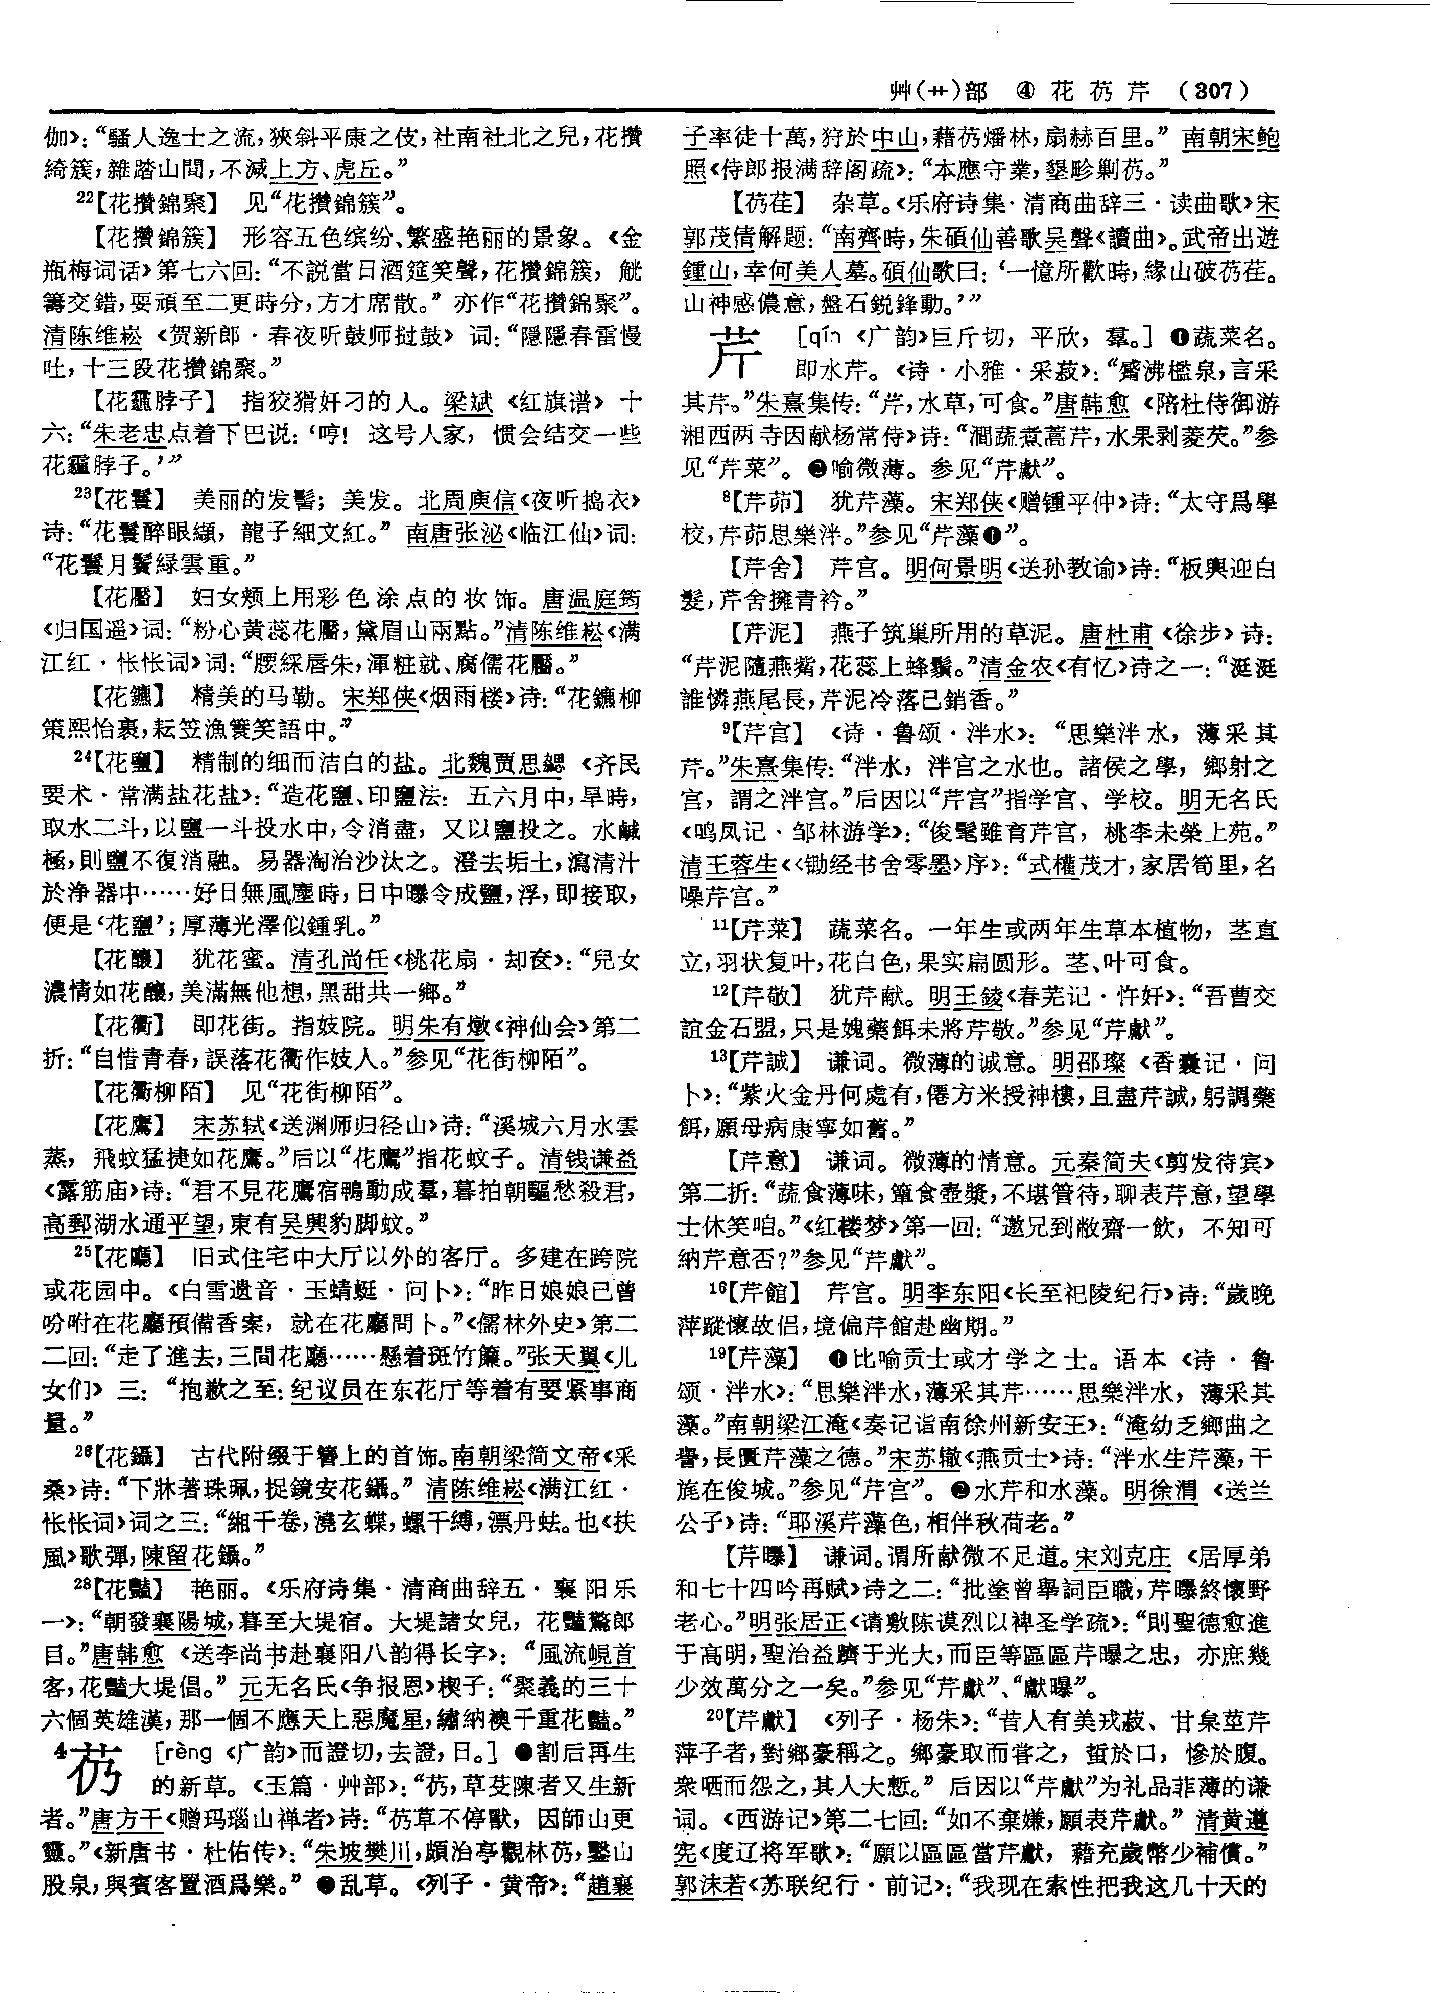 艸(艹)部 ④ 花 芿 芹 (307)
伽》：“騷人逸士之流，狹斜平康之伎，社南社北之兒，花攢
綺簇，雜踏山間，不減上方、虎丘。”
22【花攢錦聚】 见“花攢錦簇”。
【花攢錦簇】 形容五色缤纷、繁盛艳丽的景象。《金
瓶梅词话》第七六回：“不説當日酒筵笑聲，花攢錦簇，觥
籌交錯，耍頑至二更時分，方才席散。”亦作“花攢錦聚”。
清陈维崧《贺新郎·春夜听鼓师挝鼓》词：“隱隱春雷慢
吐，十三段花攢錦聚。”
【花龘脖子】 指狡猾奸刁的人。梁斌《红旗谱》十
六：“朱老忠点着下巴说：‘哼！这号人家，惯会结交一些
脖子。’”
23【花鬟】 美丽的发髻；美发。北周庾信《夜听捣衣》
诗：“花鬟醉眼纈，龍子細文紅。”南唐张泌《临江仙》词：
“花鬟月鬢緑雲重。”
【花靨】 妇女颊上用彩色涂点的妆饰。唐温庭筠
《归国遥》词：“粉心黄蕊花靨，黛眉山兩點。”清陈维崧《满
江红·怅怅词》词：“腰綵唇朱，渾粧就、腐儒花靨。”
【花鑣】 精美的马勒。宋郑侠《烟雨楼》诗：“花鑣柳
策熙怡裹，耘笠漁簑笑語中。”
24【花鹽】 精制的细而洁白的盐。北魏贾思勰《齐民
要术·常满盐花盐》：“造花鹽、印鹽法：五六月中，旱時，
取水二斗，以鹽一斗投水中，令消盡，又以鹽投之。水鹹
極，則鹽不復消融。易器淘治沙汰之。澄去垢土，瀉清汁
於浄器中……好日無風塵時，日中曝令成鹽，浮，即接取，
便是‘花鹽’；厚薄光澤似鍾乳。”
【花釀】 犹花蜜。清孔尚任《桃花扇·却奁》：“兒女
濃情如花釀，美滿無他想，黑甜共一鄉。”
【花衢】 即花街。指妓院。明朱有燉《神仙会》第二
折：“自惜青春，誤落花衢作妓人。”参见“花街柳陌”。
【花衢柳陌】 见“花街柳陌”。
【花鷹】 宋苏轼《送渊师归径山》诗：“溪城六月水雲
蒸，飛蚊猛捷如花鷹。”后以“花鷹”指花蚊子。清钱谦益
《露筋庙》诗：“君不見花鷹宿鴨動成羣，暮拍朝驅愁殺君，
高郵湖水通平望，東有吴興豹脚蚊。”
25【花廳】 旧式住宅中大厅以外的客厅。多建在跨院
或花园中。《白雪遗音·玉蜻蜓·问卜》：“昨日娘娘已曾
吩咐在花廳預備香案，就在花廳問卜。”《儒林外史》第二
二回：“走了進去，三間花廳……懸着斑竹簾。”张天翼《儿
女们》三：“抱歉之至：纪议员在东花厅等着有要紧事商
量。”
26【花鑷】 古代附缀于簪上的首饰。南朝梁简文帝《采
桑》诗：“下牀著珠珮，捉鏡安花鑷。”清陈维崧《满江红·
怅怅词》词之三：“緗千卷，澆玄蝶，螺千縛，漂丹蚨。也《扶
風》歌彈，陳留花鑷。”
28【花豔】 艳丽。《乐府诗集·清商曲辞五·襄阳乐
一》：“朝發襄陽城，暮至大堤宿。大堤諸女兒，花豔驚郎
目。”唐韩愈《送李尚书赴襄阳八韵得长字》：“風流峴首
客，花豔大堤倡。”元无名氏《争报恩》楔子：“聚義的三十
六個英雄漢，那一個不應天上惡魔星，繡納襖千重花豔。”
4芿 [rèng《广韵》而證切，去證，日。] ❶割后再生
的新草。《玉篇·艸部》：“芿，草芟陳者又生新
者。”唐方干《赠玛瑙山禅者》诗：“芿草不停獸，因師山更
靈。”《新唐书·杜佑传》：“朱坡樊川，頗治亭觀林芿，鑿山
股泉，與賓客置酒爲樂。”❷乱草。《列子·黄帝》：“趙襄
子率徒十萬，狩於中山，藉芿燔林，扇赫百里。”南朝宋鲍
照《侍郎报满辞阁疏》：“本應守業，墾畛剿芿。”
【芿荏】 杂草。《乐府诗集·清商曲辞三·读曲歌》宋
郭茂倩解题：“南齊時，朱碩仙善歌吴聲《讀曲》。武帝出遊
鍾山，幸何美人墓。碩仙歌曰：‘一憶所歡時，緣山破芿荏。
山神感儂意，盤石鋭鋒動。’”
芹 [qín《广韵》巨斤切，平欣，羣。] ❶蔬菜名。
即水芹。《诗·小雅·采菽》：“觱沸檻泉，言采
其芹。”朱熹集传：“芹，水草，可食。”唐韩愈《陪杜侍御游
湘西两寺因献杨常侍》诗：“澗蔬煮蒿芹，水果剥菱芡。”参
见“芹菜”。❷喻微薄。参见“芹獻”。
8【芹茆】 犹芹藻。宋郑侠《赠锺平仲》诗：“太守爲學
校，芹茆思樂泮。”参见“芹藻❶”。
【芹舍】 芹宫。明何景明《送孙教谕》诗：“板輿迎白
髮，芹舍擁青衿。”
【芹泥】 燕子筑巢所用的草泥。唐杜甫《徐步》诗：
“芹泥隨燕觜，花蕊上蜂鬚。”清金农《有忆》诗之一：“涎涎
誰憐燕尾長，芹泥冷落已銷香。”
9【芹宫】 《诗·鲁颂·泮水》：“思樂泮水，薄采其
芹。”朱熹集传：“泮水，泮宫之水也。諸侯之學，鄉射之
宫，謂之泮宫。”后因以“芹宫”指学宫、学校。明无名氏
《鸣凤记·邹林游学》：“俊髦雖育芹宫，桃李未榮上苑。”
清王蓉生《〈锄经书舍零墨〉序》：“式權茂才，家居筍里，名
噪芹宫。”
11【芹菜】 蔬菜名。一年生或两年生草本植物，茎直
立，羽状复叶，花白色，果实扁圆形。茎、叶可食。
12【芹敬】 犹芹献。明王錂《春芜记·忤奸》：“吾曹交
誼金石盟，只是媿藥餌未將芹敬。”参见“芹獻”。
13【芹誠】 谦词。微薄的诚意。明邵璨《香囊记·问
卜》：“紫火金丹何處有，僊方米授神樓，且盡芹誠，躬調藥
餌，願母病康寧如舊。”
【芹意】 谦词。微薄的情意。元秦简夫《剪发待宾》
第二折：“蔬食薄味，簞食壺漿，不堪管待，聊表芹意，望學
士休笑咱。”《红楼梦》第一回：“邀兄到敝齋一飲，不知可
納芹意否？”参见“芹獻”。
16【芹館】 芹宫。明李东阳《长至祀陵纪行》诗：“歲晚
萍蹤懷故侣，境偏芹館赴幽期。”
19【芹藻】 ❶比喻贡士或才学之士。语本《诗·鲁
颂·泮水》：“思樂泮水，薄采其芹……思樂泮水，薄采其
藻。”南朝梁江淹《奏记诣南徐州新安王》：“淹幼乏鄉曲之
譽，長匱芹藻之德。”宋苏辙《燕贡士》诗：“泮水生芹藻，干
旄在俊城。”参见“芹宫”。❷水芹和水藻。明徐渭《送兰
公子》诗：“耶溪芹藻色，相伴秋荷老。”
【芹曝】 谦词。谓所献微不足道。宋刘克庄《居厚弟
和七十四吟再赋》诗之二：“批塗曾舉詞臣職，芹曝終懷野
老心。”明张居正《请敷陈谟烈以裨圣学疏》：“則聖德愈進
于高明，聖治益躋于光大，而臣等區區芹曝之忠，亦庶幾
少效萬分之一矣。”参见“芹獻”、“獻曝”。
20【芹獻】 《列子·杨朱》：“昔人有美戎菽、甘枲莖芹
萍子者，對鄉豪稱之。鄉豪取而嘗之，蜇於口，慘於腹。
衆哂而怨之，其人大慙。”后因以“芹獻”为礼品菲薄的谦
词。《西游记》第二七回：“如不棄嫌，願表芹獻。”清黄遵
宪《度辽将军歌》：“願以區區當芹獻，藉充歲幣少補償。”
郭沫若《苏联纪行·前记》：“我现在索性把我这几十天的